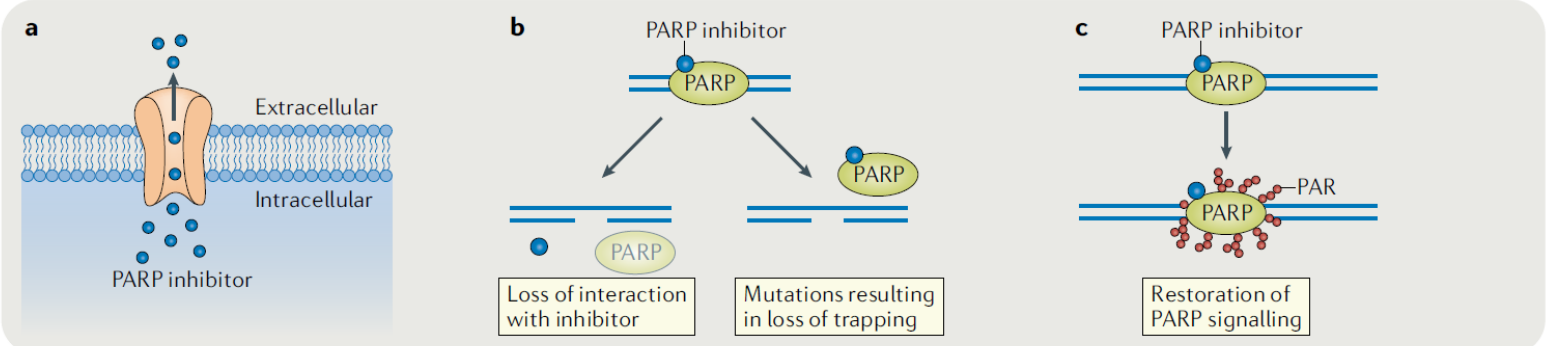 a
Extracellular
Intracellular
PARP inhibitor
b
PARP inhibitor
PARP
PARP
PARP
Loss of interaction
with inhibitor
Mutations resulting
in loss of trapping
c
PARP inhibitor
PARP
PAR
PARP
Restoration of
PARP signalling